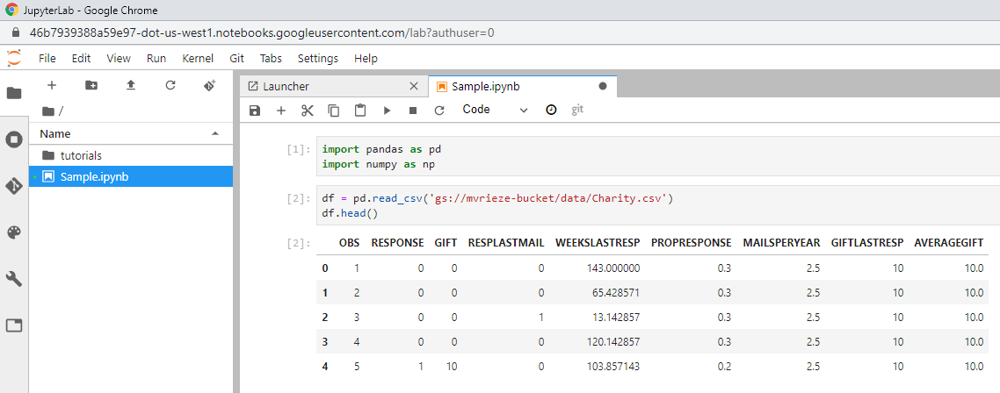 JupyterLab - Google Chrome
46b7939388a59e97-dot-us-west1.notebooks.googleusercontent.com/lab?authuser=0
File Edit View Run Kernel Git Tabs Settings Help
Launcher Sample.ipynb
/
Code git
Name
tutorials
Sample.ipynb
[1]: import pandas as pd
import numpy as np
[2]: df = pd.read_csv('gs://mvrieze-bucket/data/Charity.csv')
df.head()
[2]: OBS RESPONSE GIFT RESPLASTMAIL WEEKSLASTRESP PROPRESPONSE MAILSPERYEAR GIFTLASTRESP AVERAGEGIFT
0 1 0 0 0 143.000000 0.3 2.5 10 10.0
1 2 0 0 0 65.428571 0.3 2.5 10 10.0
2 3 0 0 1 13.142857 0.3 2.5 10 10.0
3 4 0 0 0 120.142857 0.3 2.5 10 10.0
4 5 1 10 0 103.857143 0.2 2.5 10 10.0